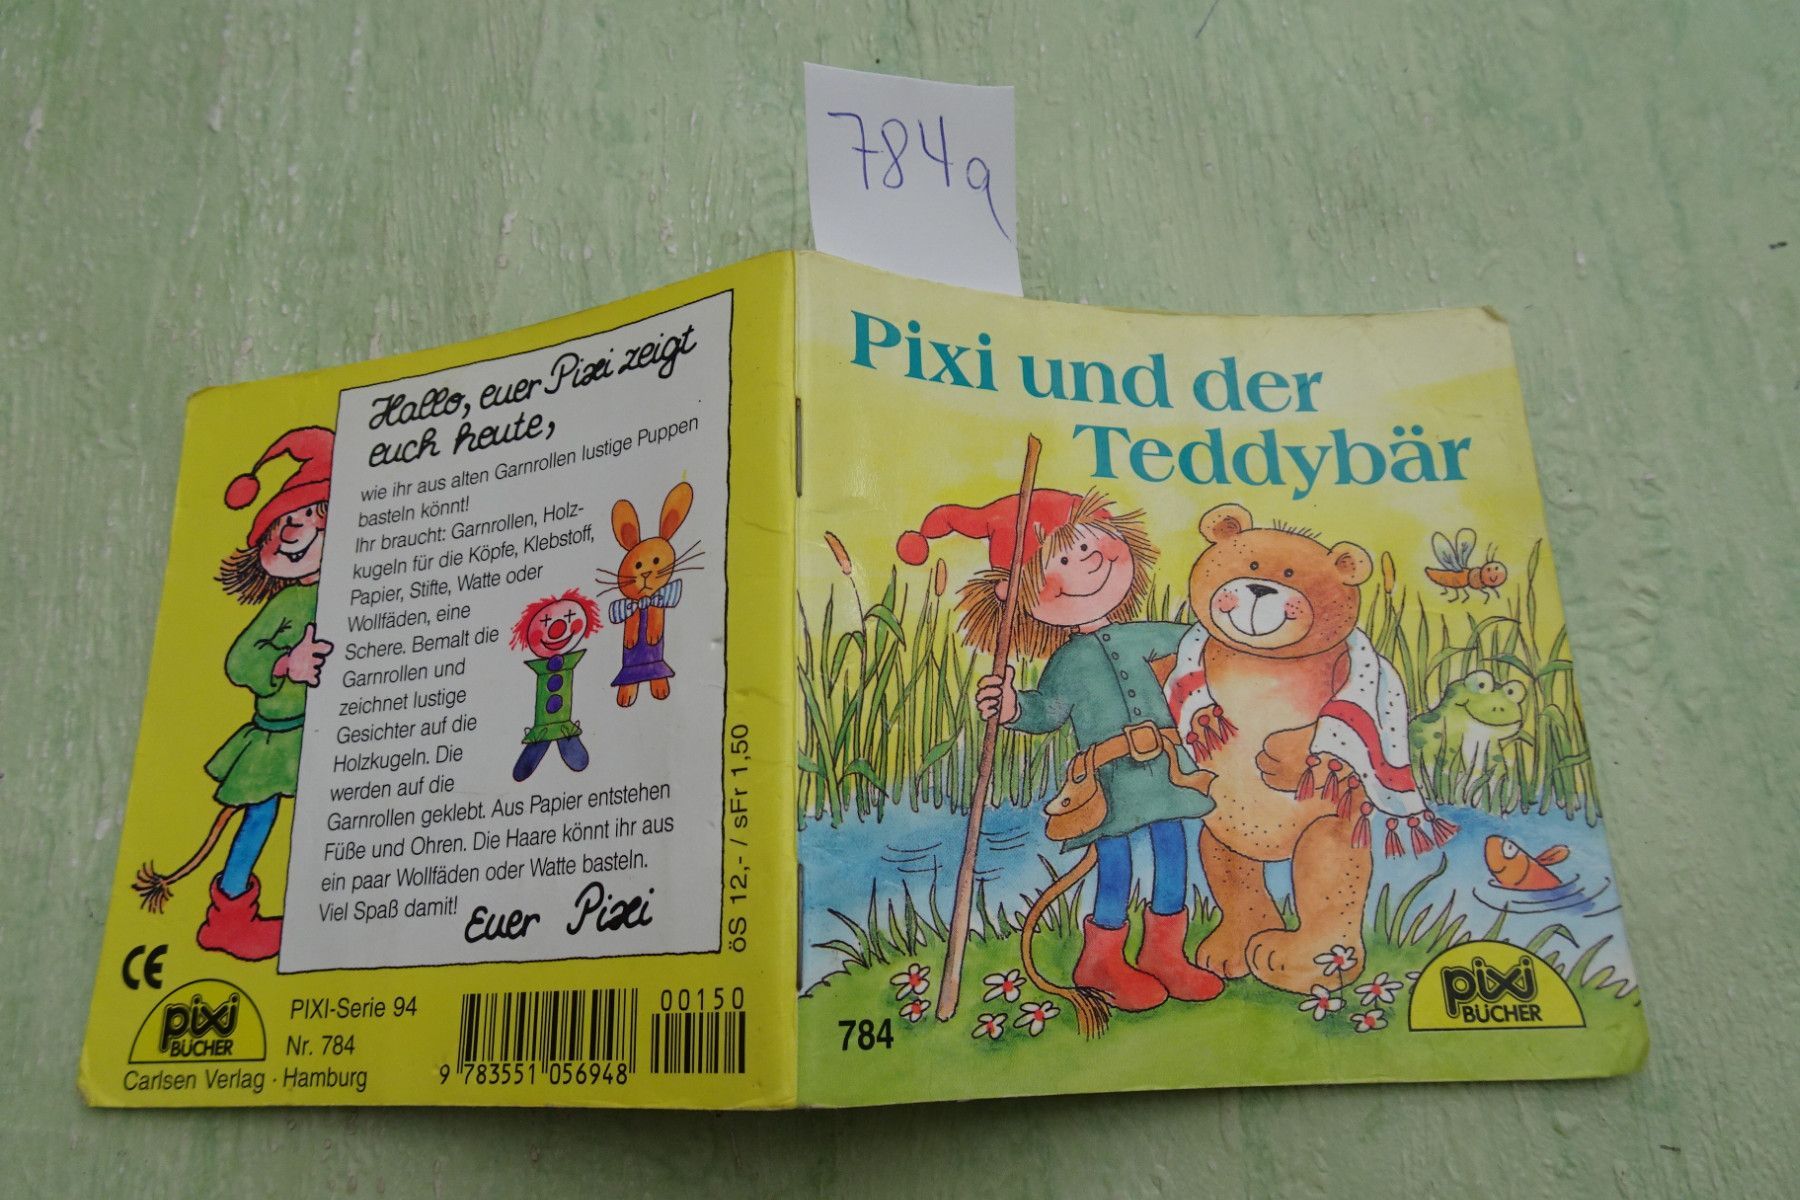 784a
Hallo, euer Pixi zeigt
euch heute,
wie ihr aus alten Garnrollen lustige Puppen
basteln könnt!
Ihr braucht: Garnrollen, Holz-
kugeln für die Köpfe, Klebstoff,
Papier, Stifte, Watte oder
Wollfäden, eine
Schere. Bemalt die
Garnrollen und
zeichnet lustige
Gesichter auf die
Holzkugeln. Die
werden auf die
Garnrollen geklebt. Aus Papier entstehen
Füße und Ohren. Die Haare könnt ihr aus
ein paar Wollfäden oder Watte basteln.
Viel Spaß damit!
Euer Pixi
öS 12,- / sFr 1,50
CE
pixi
BÜCHER
Carlsen Verlag · Hamburg
PIXI-Serie 94
Nr. 784
00150
9 783551 056948
Pixi und der
Teddybär
784
pixi
BÜCHER